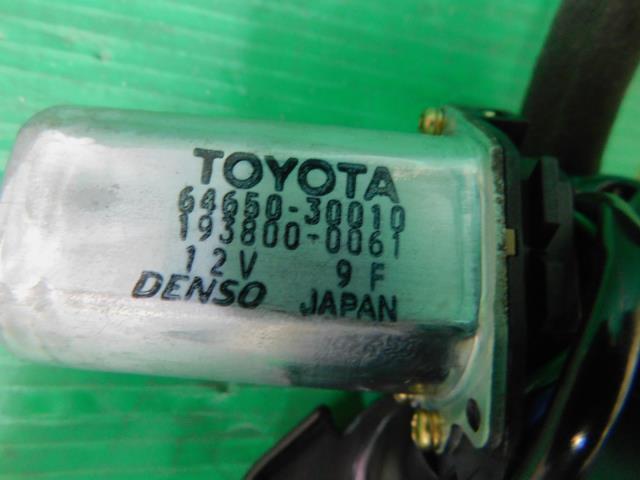 TOYOTA
64650-30010
193800-0061
12V 9F
DENSO JAPAN